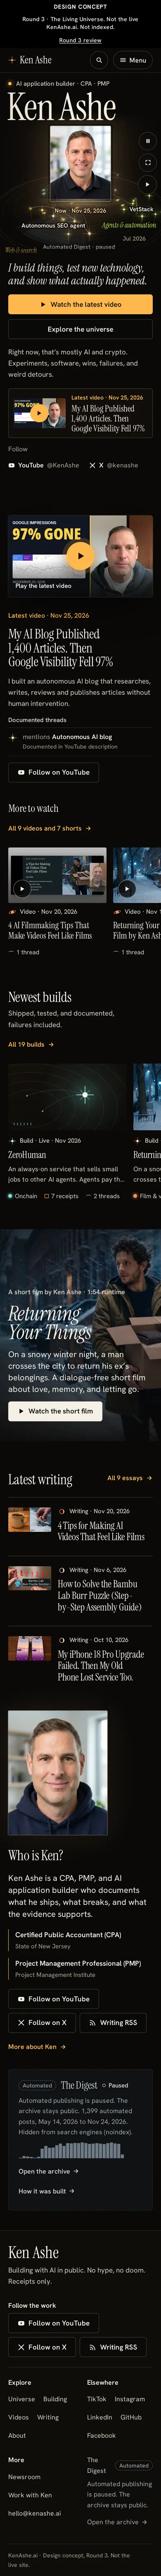 DESIGN CONCEPT
Round 3 · The Living Universe. Not the live
KenAshe.ai. Not indexed.
Round 3 review
Ken Ashe
Menu
AI application builder · CPA · PMP
Ken Ashe
Now · Nov 25, 2026
VetStack
Autonomous SEO agent
Agents & automation
Jul 2026
Web & search
Automated Digest · paused
I build things, test new technology,
and show what actually happened.
Watch the latest video
Explore the universe
Right now, that's mostly AI and crypto.
Experiments, software, wins, failures, and
weird detours.
Latest video · Nov 25, 2026
My AI Blog Published
1,400 Articles. Then
Google Visibility Fell 97%
Follow
YouTube @KenAshe
X @kenashe
GOOGLE IMPRESSIONS
97% GONE
Play the latest video
Latest video · Nov 25, 2026
My AI Blog Published
1,400 Articles. Then
Google Visibility Fell 97%
I built an autonomous AI blog that researches,
writes, reviews and publishes articles without
human intervention.
Documented threads
mentions Autonomous AI blog
Documented in YouTube description
Follow on YouTube
More to watch
All 9 videos and 7 shorts
Video · Nov 20, 2026
4 AI Filmmaking Tips That
Make Videos Feel Like Films
1 thread
Returning Your
Film by Ken Ash
1 thread
Newest builds
Shipped, tested, and documented,
failures included.
All 19 builds
Build · Live · Nov 2026
ZeroHuman
An always-on service that sells small
jobs to other AI agents. Agents pay th...
Onchain
7 receipts
2 threads
Build
Returnin
On a snow
crosses t
Film & v
A short film by Ken Ashe · 1:54 runtime
Returning
Your Things
On a snowy winter night, a man
crosses the city to return his ex's
belongings. A dialogue-free short film
about love, memory, and letting go.
Watch the short film
Latest writing
All 9 essays
Writing · Nov 20, 2026
4 Tips for Making AI
Videos That Feel Like Films
Writing · Nov 6, 2026
How to Solve the Bambu
Lab Burr Puzzle (Step-
by-Step Assembly Guide)
Writing · Oct 10, 2026
My iPhone 18 Pro Upgrade
Failed. Then My Old
Phone Lost Service Too.
Who is Ken?
Ken Ashe is a CPA, PMP, and AI
application builder who documents
what he ships, what breaks, and what
the evidence supports.
Certified Public Accountant (CPA)
State of New Jersey
Project Management Professional (PMP)
Project Management Institute
Follow on YouTube
Follow on X
Writing RSS
More about Ken
Automated
The Digest
Paused
Automated publishing is paused. The
archive stays public. 1,399 automated
posts, May 14, 2026 to Nov 24, 2026.
Hidden from search engines (noindex).
Open the archive
How it was built
Ken Ashe
Building with AI in public. No hype, no doom.
Receipts only.
Follow the work
Follow on YouTube
Follow on X
Writing RSS
Explore
Universe
Building
Videos
Writing
About
Elsewhere
TikTok
Instagram
LinkedIn
GitHub
Facebook
More
Newsroom
Work with Ken
hello@kenashe.ai
The
Digest
Automated
Automated publishing
is paused. The
archive stays public.
Open the archive
KenAshe.ai · Design concept, Round 3. Not the
live site.